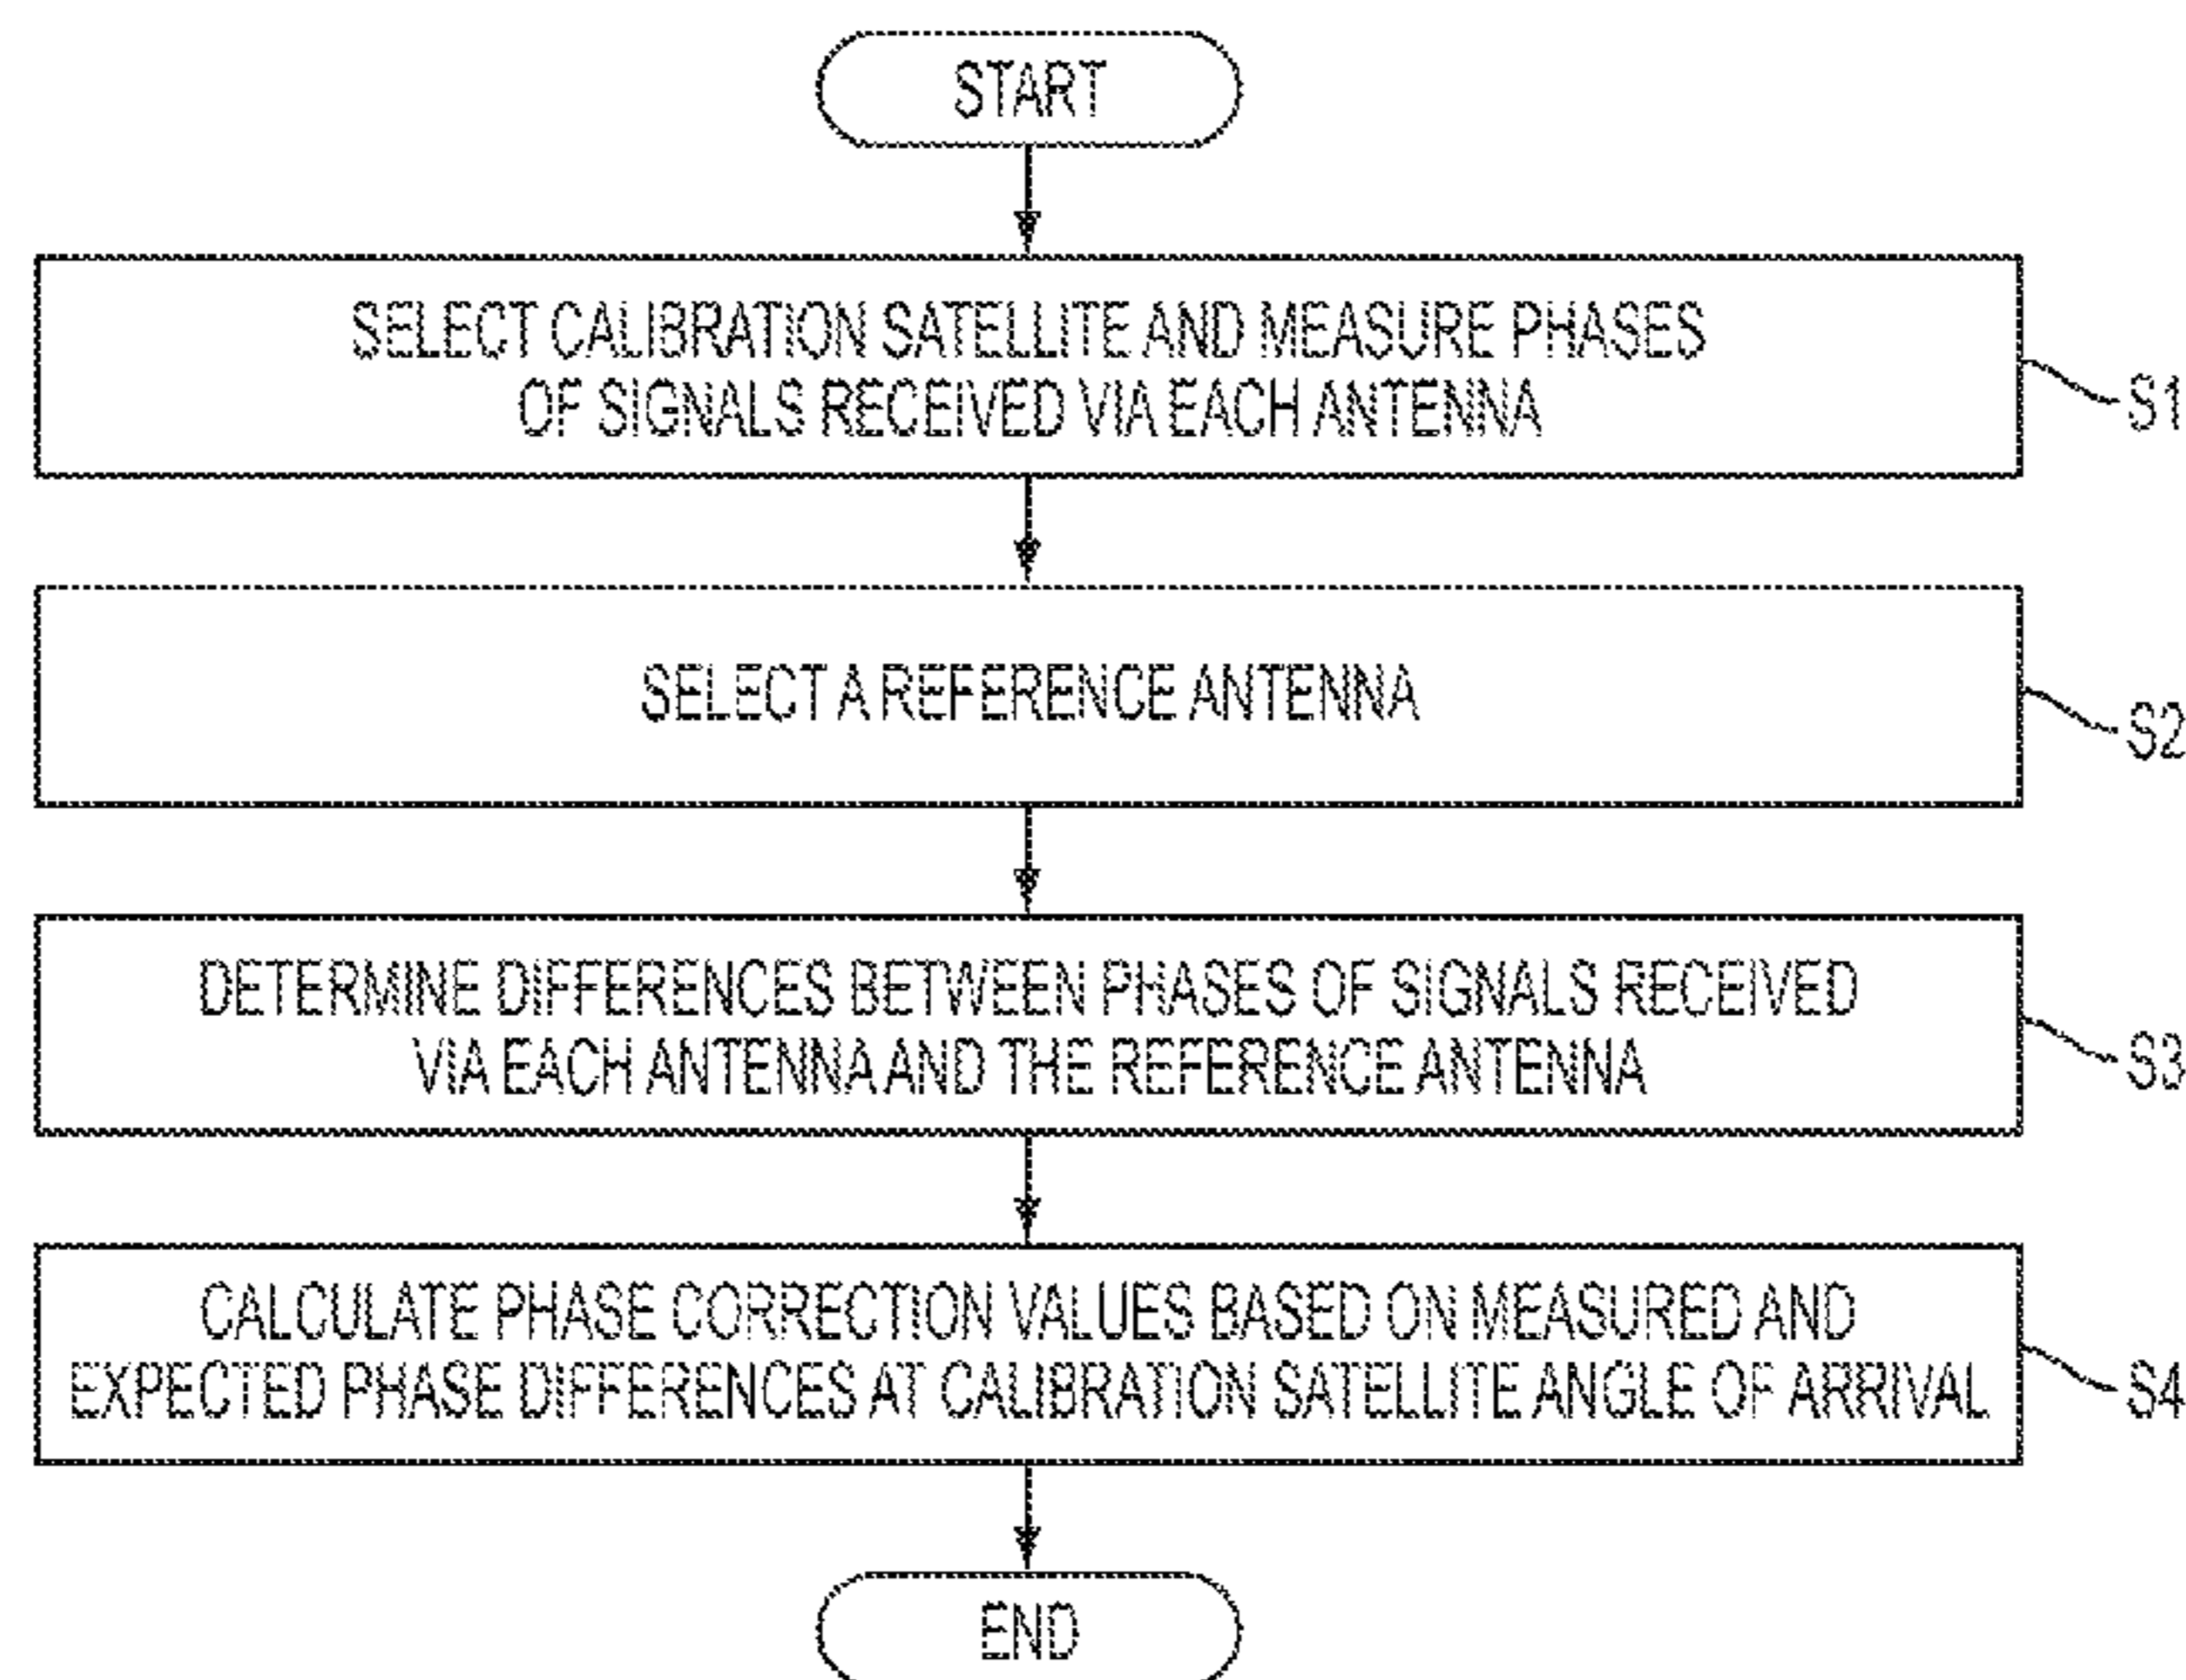 START
SELECT CALIBRATION SATELLITE AND MEASURE PHASES
OF SIGNALS RECEIVED VIA EACH ANTENNA
S1
SELECT A REFERENCE ANTENNA
S2
DETERMINE DIFFERENCES BETWEEN PHASES OF SIGNALS RECEIVED
VIA EACH ANTENNA AND THE REFERENCE ANTENNA
S3
CALCULATE PHASE CORRECTION VALUES BASED ON MEASURED AND
EXPECTED PHASE DIFFERENCES AT CALIBRATION SATELLITE ANGLE OF ARRIVAL
S4
END